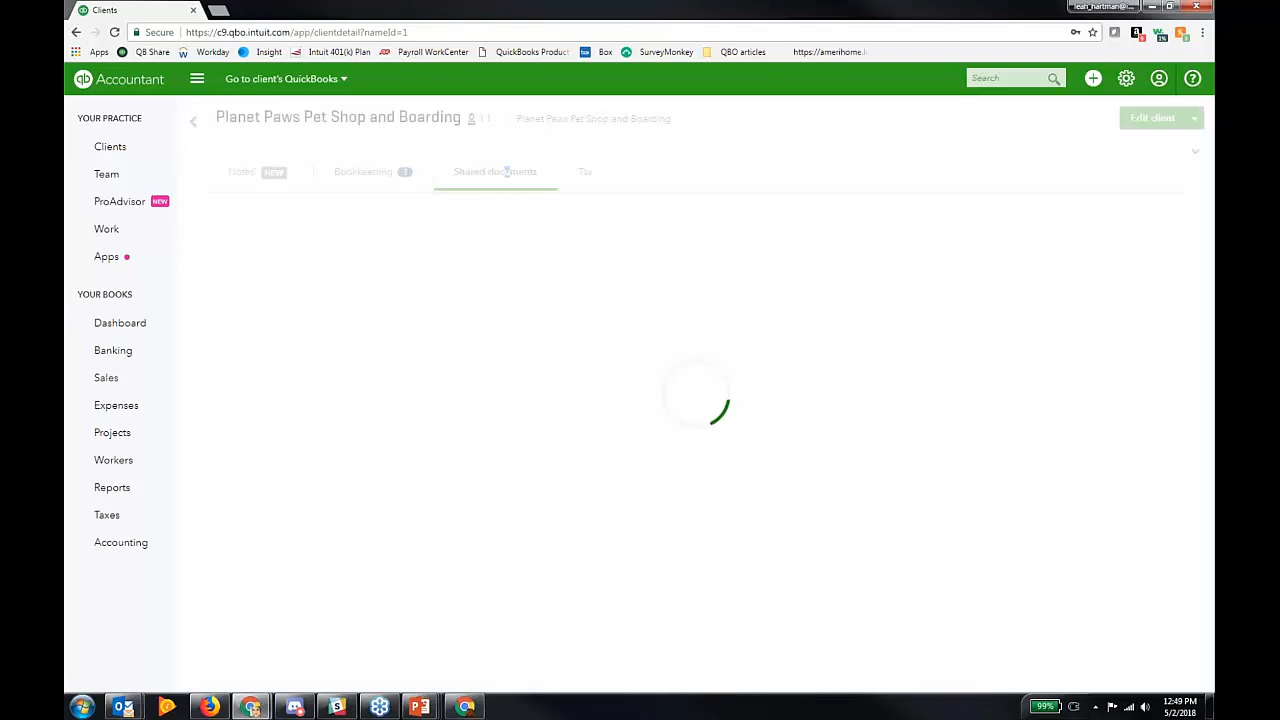 Clients
leah_hartman@i...
Secure
https://c9.qbo.intuit.com/app/clientdetail?nameId=1
Apps
QB Share
Workday
Insight
Intuit 401(k) Plan
Payroll WorkCenter
QuickBooks Product
Box
SurveyMonkey
QBO articles
https://amerihome.
qb Accountant
Go to client's QuickBooks
Search
YOUR PRACTICE
Clients
Team
ProAdvisor NEW
Work
Apps
YOUR BOOKS
Dashboard
Banking
Sales
Expenses
Projects
Workers
Reports
Taxes
Accounting
Planet Paws Pet Shop and Boarding
Planet Paws Pet Shop and Boarding
Edit client
Notes NEW
Bookkeeping
Shared documents
Tax
99%
12:49 PM
5/2/2018